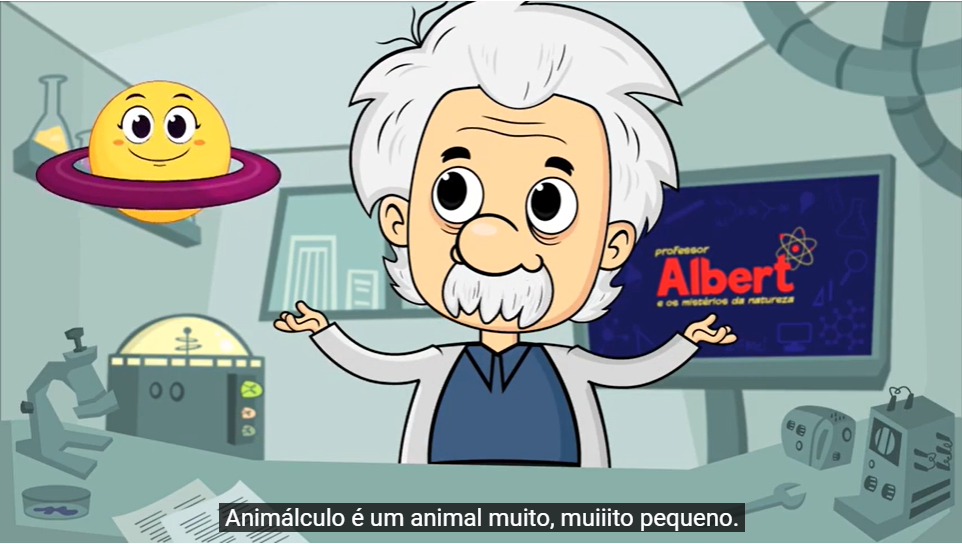 professor
Albert
e os mistérios da natureza
Animálculo é um animal muito, muiiito pequeno.